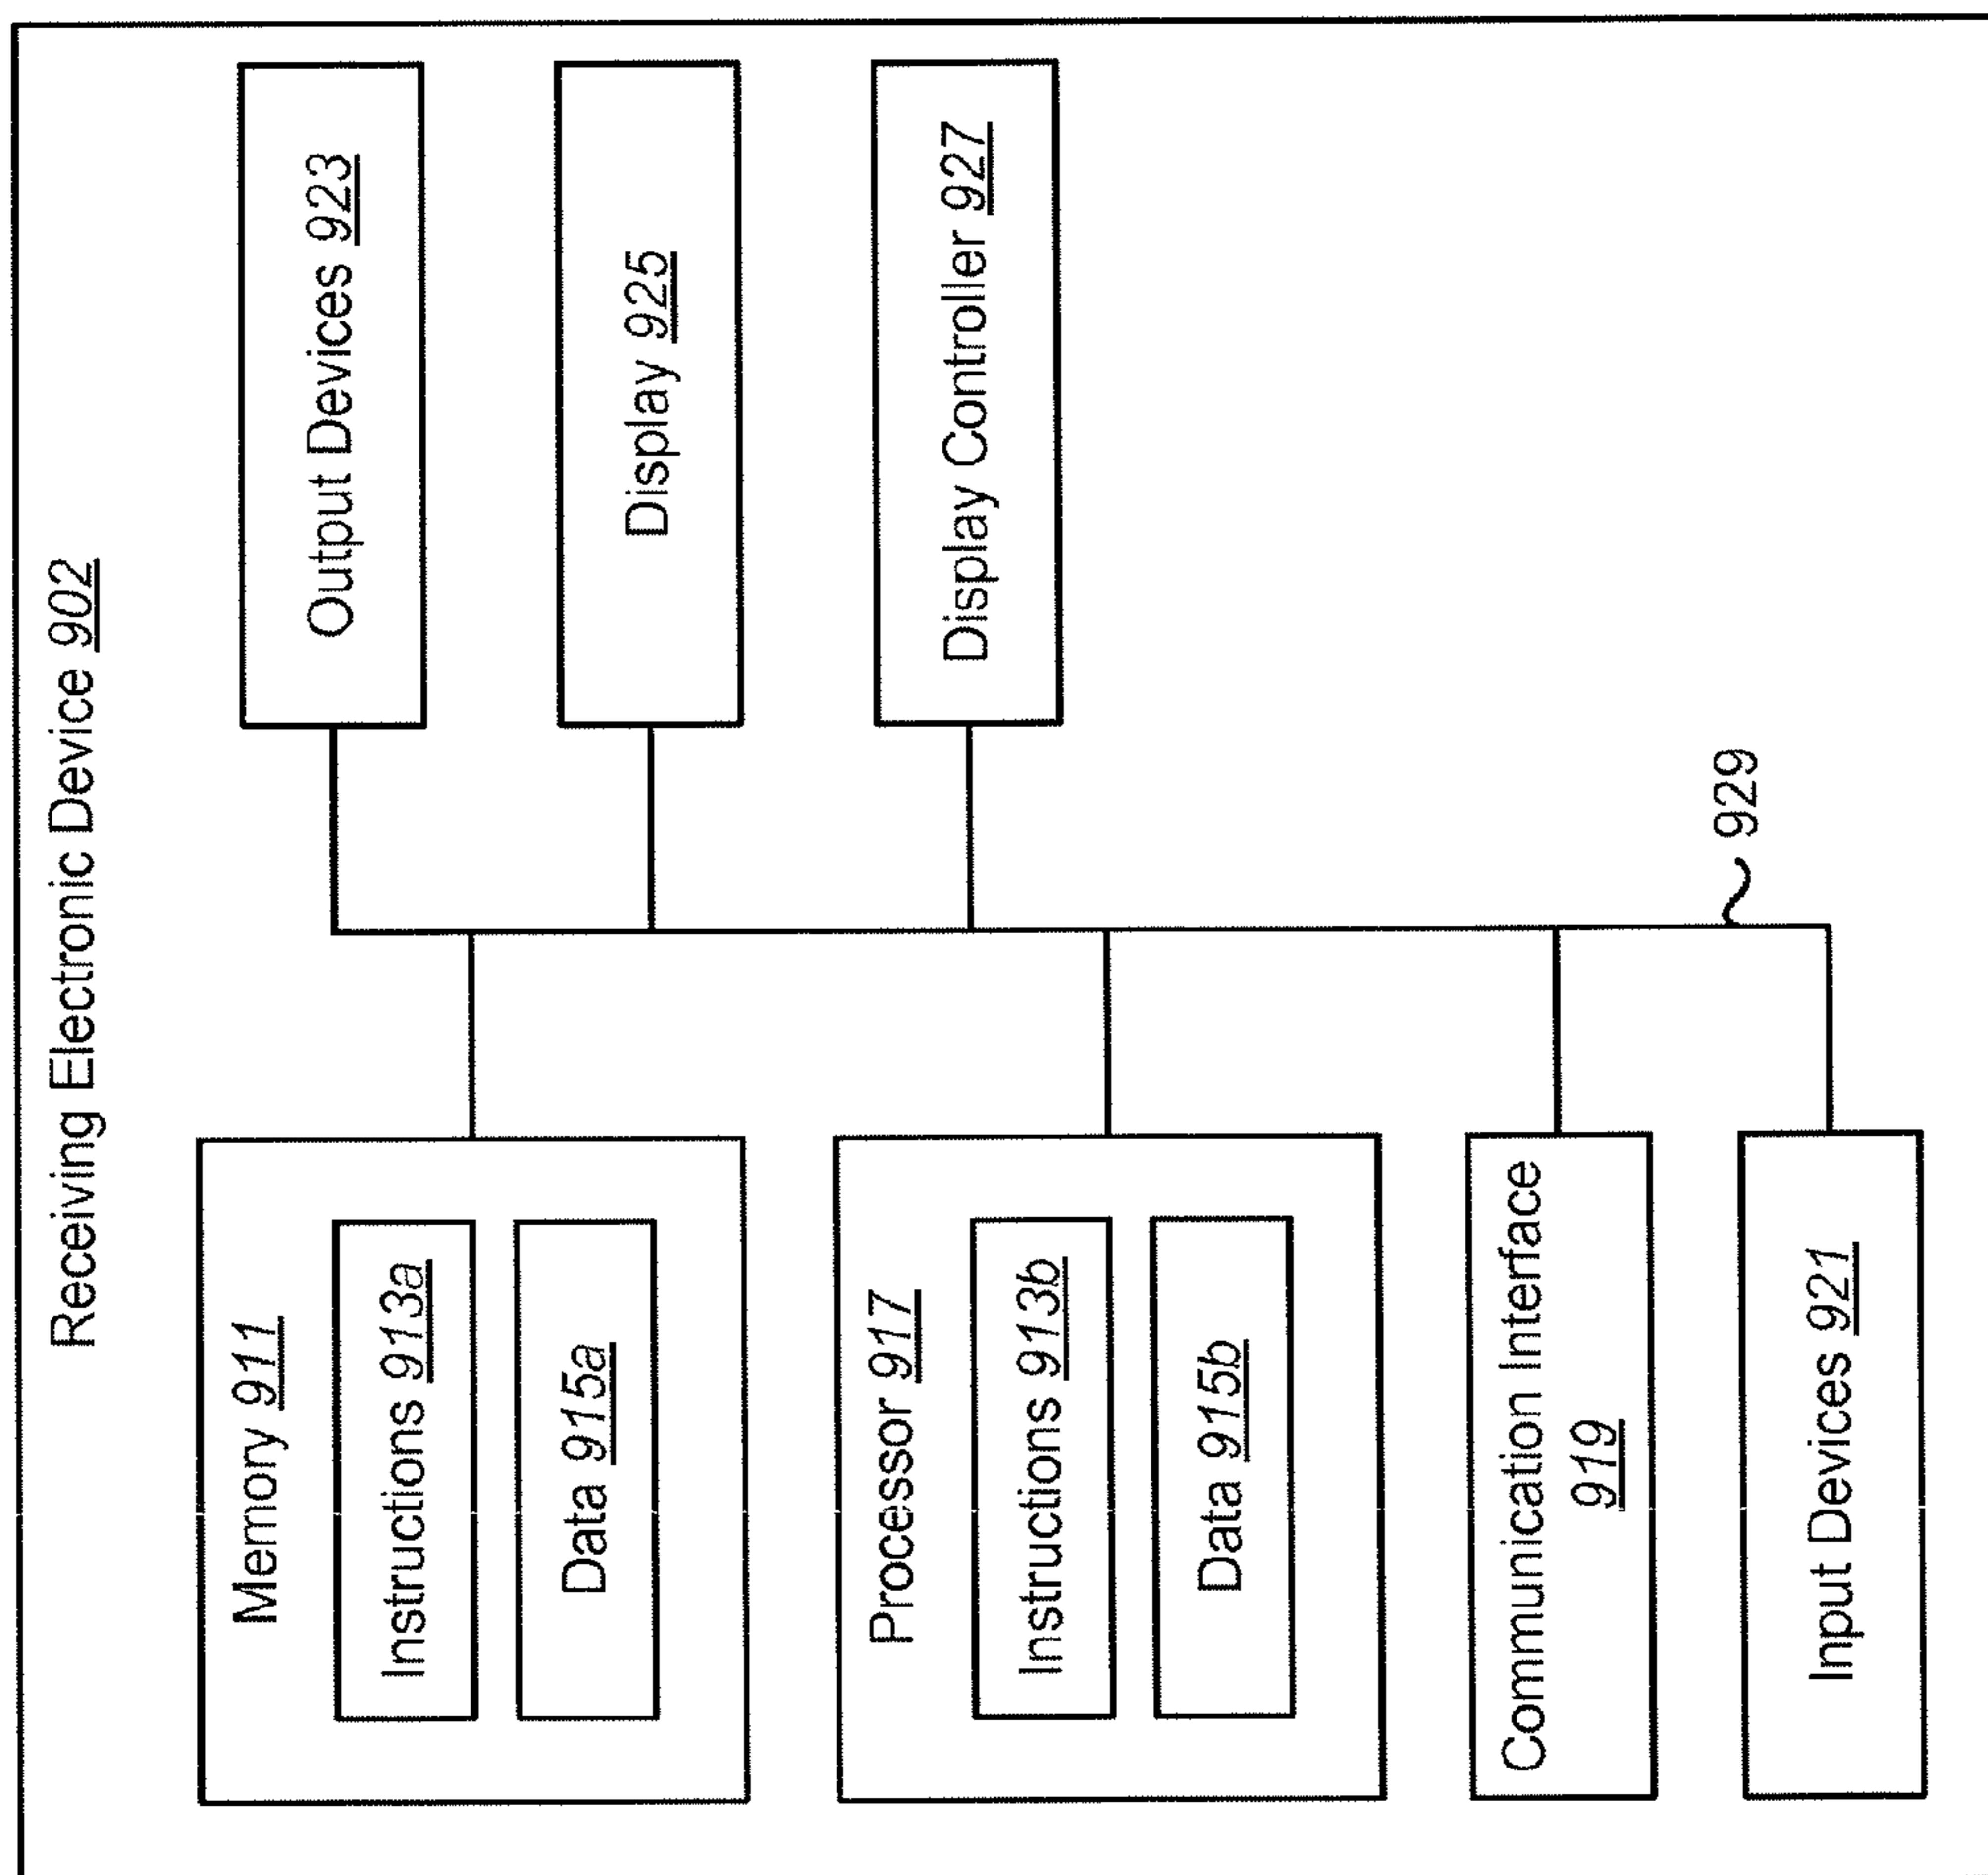 Receiving Electronic Device 902
Memory 911
Instructions 913a
Data 915a
Processor 917
Instructions 913b
Data 915b
Communication Interface
919
Input Devices 921
Output Devices 923
Display 925
Display Controller 927
929